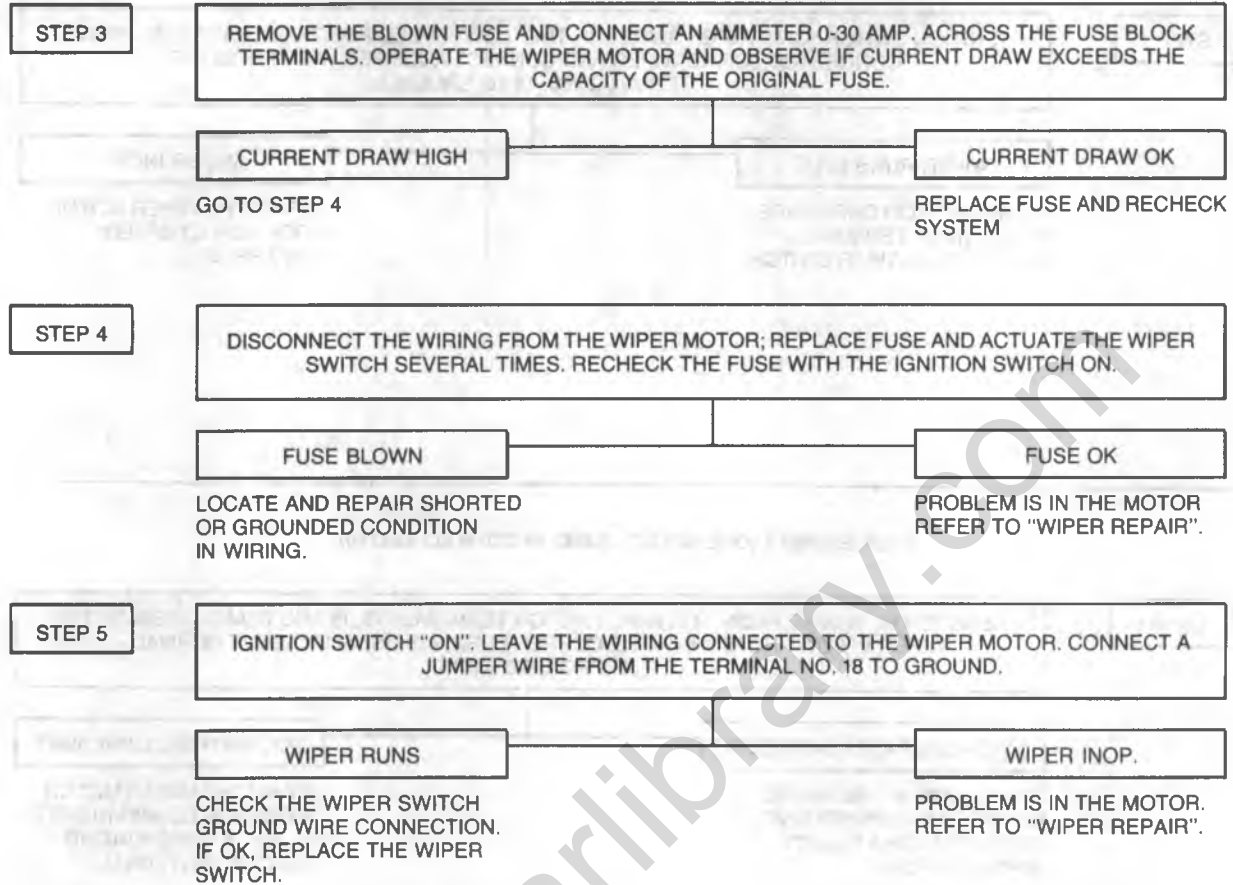 STEP 3
REMOVE THE BLOWN FUSE AND CONNECT AN AMMETER 0-30 AMP. ACROSS THE FUSE BLOCK
TERMINALS. OPERATE THE WIPER MOTOR AND OBSERVE IF CURRENT DRAW EXCEEDS THE
CAPACITY OF THE ORIGINAL FUSE.
CURRENT DRAW HIGH
GO TO STEP 4
CURRENT DRAW OK
REPLACE FUSE AND RECHECK
SYSTEM
STEP 4
DISCONNECT THE WIRING FROM THE WIPER MOTOR; REPLACE FUSE AND ACTUATE THE WIPER
SWITCH SEVERAL TIMES. RECHECK THE FUSE WITH THE IGNITION SWITCH ON.
FUSE BLOWN
LOCATE AND REPAIR SHORTED
OR GROUNDED CONDITION
IN WIRING.
FUSE OK
PROBLEM IS IN THE MOTOR
REFER TO "WIPER REPAIR".
STEP 5
IGNITION SWITCH "ON". LEAVE THE WIRING CONNECTED TO THE WIPER MOTOR. CONNECT A
JUMPER WIRE FROM THE TERMINAL NO. 18 TO GROUND.
WIPER RUNS
CHECK THE WIPER SWITCH
GROUND WIRE CONNECTION.
IF OK, REPLACE THE WIPER
SWITCH.
WIPER INOP.
PROBLEM IS IN THE MOTOR.
REFER TO "WIPER REPAIR".
arlibrary.com